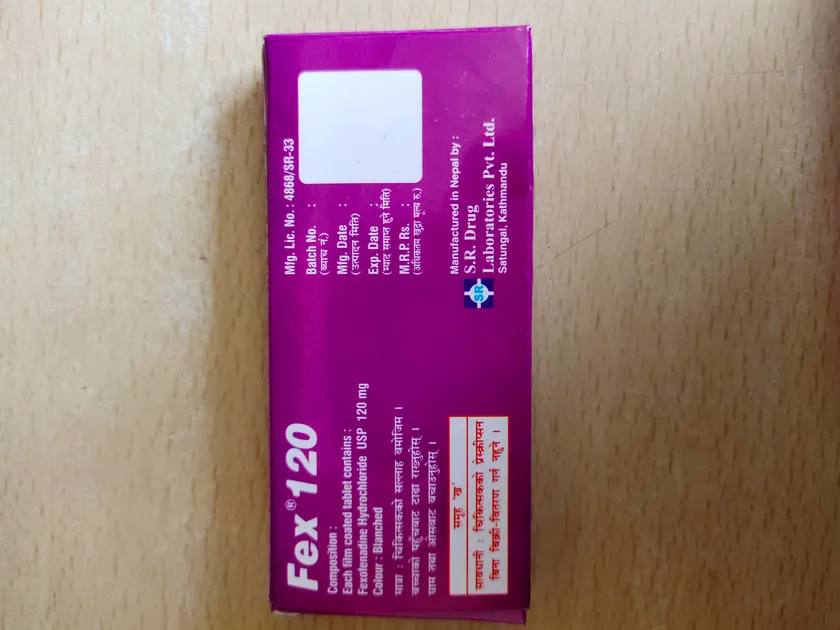 Fex® 120
Composition :
Each film coated tablet contains :
Fexofenadine Hydrochloride USP 120 mg
Colour : Blanched
मात्रा : चिकित्सकको सल्लाह बमोजिम ।
बच्चाको पहुँचबाट टाढा राख्नुहोस् ।
घाम तथा ओसबाट बचाउनुहोस् ।
समूह 'ख'
सावधानी : चिकित्सकको प्रेस्क्रीप्सन
बिना बिक्री-वितरण गर्न नहुने ।
Mfg. Lic. No. : 4868/SR-33
Batch No. :
(ब्याच नं.)
Mfg. Date :
(उत्पादन मिति)
Exp. Date :
(म्याद समाप्त हुने मिति)
M.R.P. Rs. :
(अधिकतम खुद्रा मूल्य रु.)
Manufactured in Nepal by :
SR
S.R. Drug
Laboratories Pvt. Ltd.
Satungal, Kathmandu